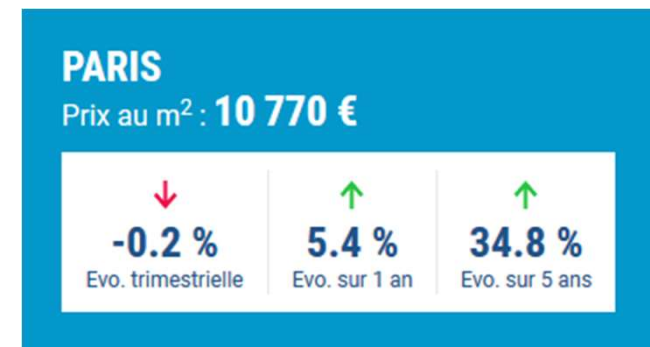 PARIS
Prix au m² : 10 770 €
-0.2 % 5.4 % 34.8 %
Evo. trimestrielle Evo. sur 1 an Evo. sur 5 ans